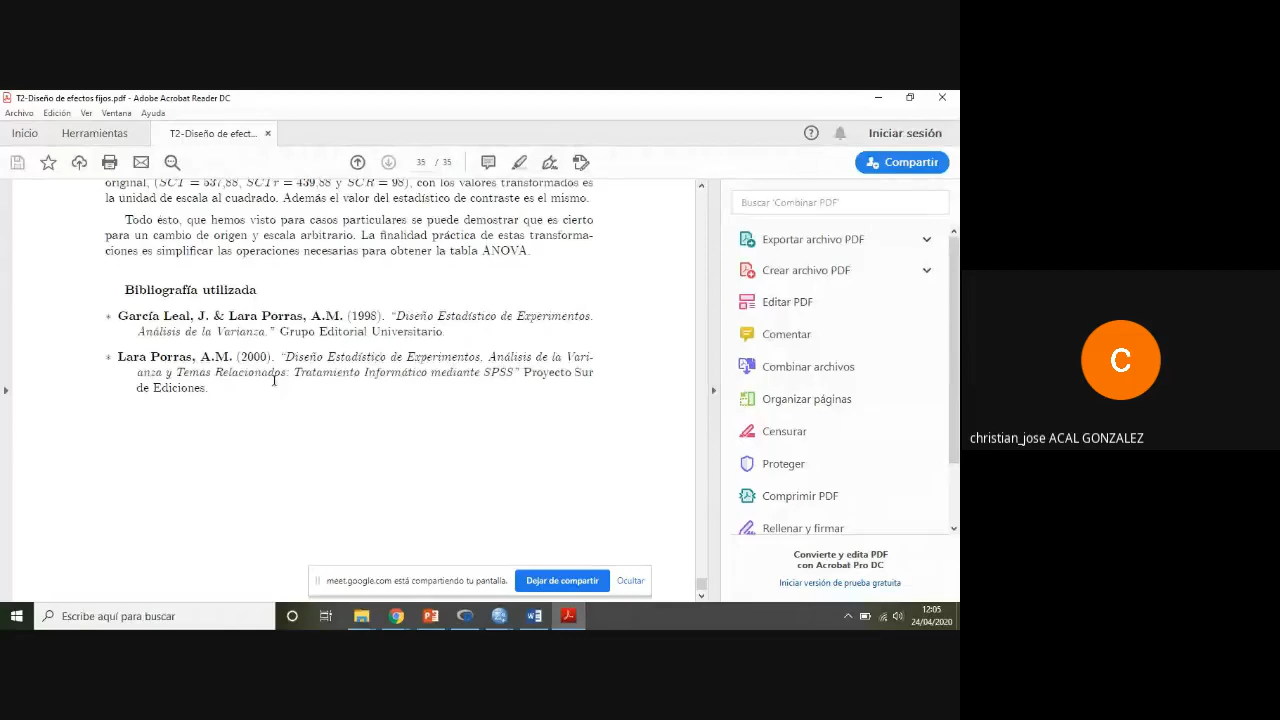 T2-Diseño de efectos fijos.pdf - Adobe Acrobat Reader DC
Archivo Edición Ver Ventana Ayuda
Inicio Herramientas T2-Diseño de efect... Iniciar sesión
35 / 35 Compartir
original, (SCT = 537,88, SCTr = 439,88 y SCR = 98), con los valores transformados es
la unidad de escala al cuadrado. Además el valor del estadístico de contraste es el mismo.
Todo ésto, que hemos visto para casos particulares se puede demostrar que es cierto
para un cambio de origen y escala arbitrario. La finalidad práctica de estas transforma-
ciones es simplificar las operaciones necesarias para obtener la tabla ANOVA.
Bibliografía utilizada
* García Leal, J. & Lara Porras, A.M. (1998). “Diseño Estadístico de Experimentos.
Análisis de la Varianza.” Grupo Editorial Universitario.
* Lara Porras, A.M. (2000). “Diseño Estadístico de Experimentos, Análisis de la Vari-
anza y Temas Relacionados: Tratamiento Informático mediante SPSS” Proyecto Sur
de Ediciones.
Buscar 'Combinar PDF'
Exportar archivo PDF
Crear archivo PDF
Editar PDF
Comentar
Combinar archivos
Organizar páginas
Censurar
Proteger
Comprimir PDF
Rellenar y firmar
Convierte y edita PDF
con Acrobat Pro DC
Iniciar versión de prueba gratuita
meet.google.com está compartiendo tu pantalla. Dejar de compartir Ocultar
Escribe aquí para buscar
12:05
24/04/2020
C
christian_jose ACAL GONZALEZ